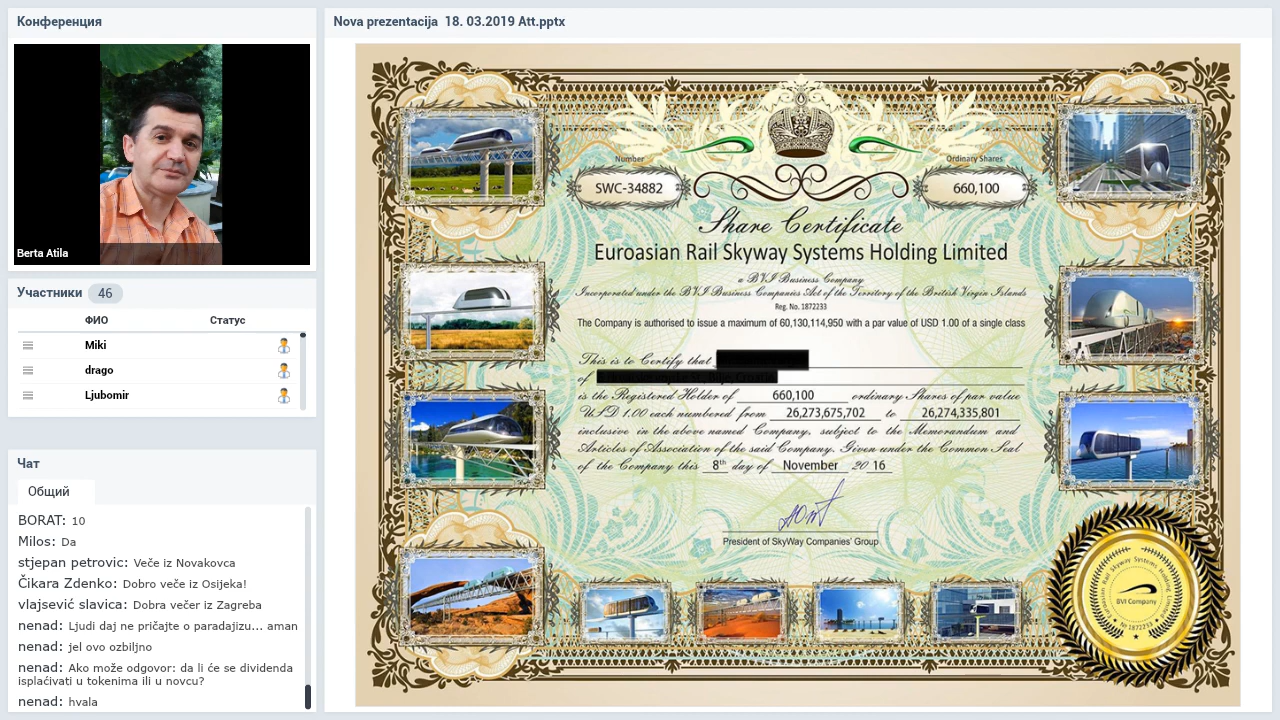 Конференция
Berta Atila
Участники 46
ФИО Статус
Miki
drago
Ljubomir
Чат
Общий
BORAT: 10
Milos: Da
stjepan petrovic: Veče iz Novakovca
Čikara Zdenko: Dobro veče iz Osijeka!
vlajsević slavica: Dobra večer iz Zagreba
nenad: Ljudi daj ne pričajte o paradajizu... aman
nenad: jel ovo ozbiljno
nenad: Ako može odgovor: da li će se dividenda
isplaćivati u tokenima ili u novcu?
nenad: hvala
Nova prezentacija 18. 03.2019 Att.pptx
Number
SWC-34882
Ordinary Shares
660,100
Share Certificate
Euroasian Rail Skyway Systems Holding Limited
a BVI Business Company
Incorporated under the BVI Business Companies Act of the Territory of the British Virgin Islands
Reg. No. 1872233
The Company is authorised to issue a maximum of 60,130,114,950 with a par value of USD 1.00 of a single class
This is to Certify that
of
is the Registered Holder of 660,100 ordinary Shares of par value
USD 1.00 each numbered from 26,273,675,702 to 26,274,335,801
inclusive in the above named Company, subject to the Memorandum and
Articles of Association of the said Company. Given under the Common Seal
of the Company this 8th day of November 20 16
President of SkyWay Companies' Group
Rail Skyway Systems Holding
BVI Company
№ 1872233